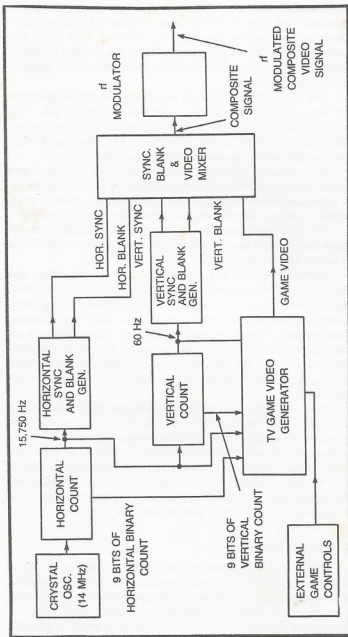 CRYSTAL
OSC.
(14 MHz)
HORIZONTAL
COUNT
15,750 Hz
HORIZONTAL
SYNC
AND BLANK
GEN.
HOR. SYNC
HOR. BLANK
VERT. SYNC
VERTICAL
COUNT
60 Hz
VERTICAL
SYNC
AND BLANK
GEN.
VERT. BLANK
9 BITS OF
HORIZONTAL BINARY
COUNT
9 BITS OF
VERTICAL
BINARY COUNT
EXTERNAL
GAME
CONTROLS
TV GAME VIDEO
GENERATOR
GAME VIDEO
SYNC.
BLANK
&
VIDEO
MIXER
COMPOSITE
SIGNAL
rf
MODULATOR
rf
MODULATED
COMPOSITE
VIDEO
SIGNAL